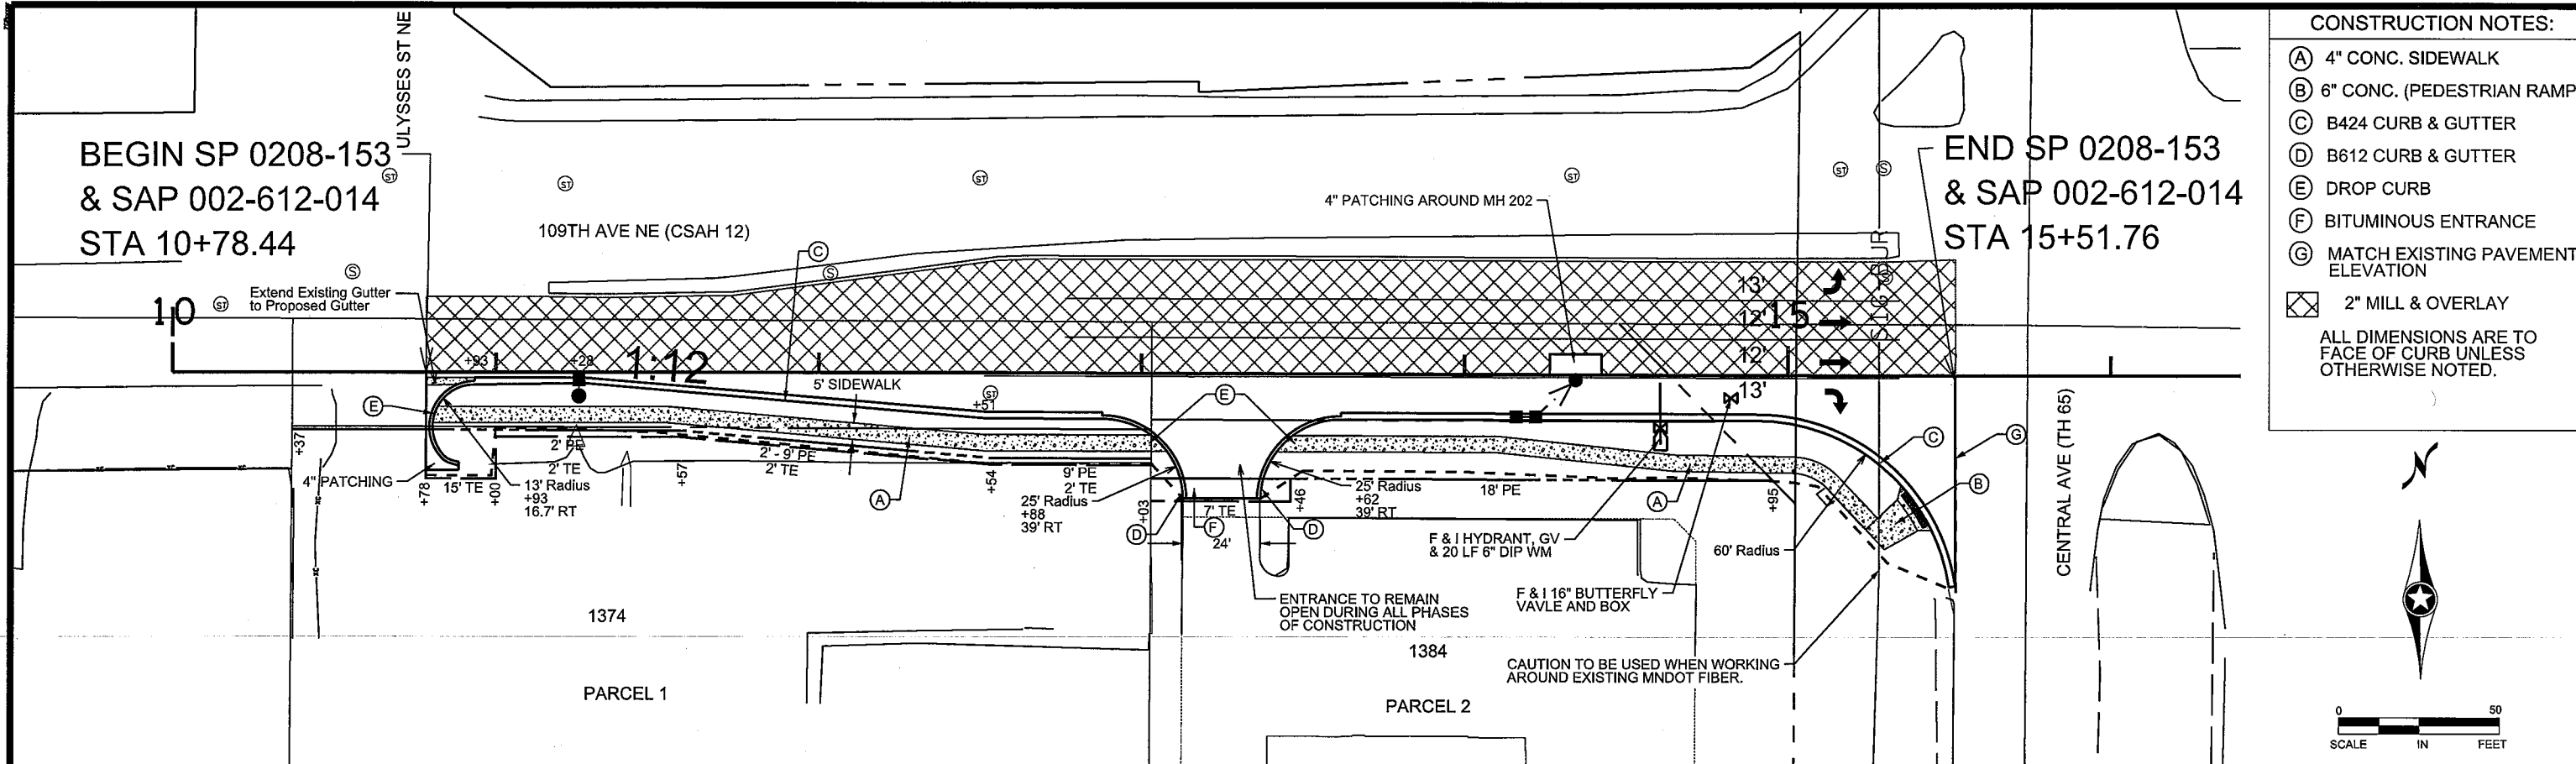 CONSTRUCTION NOTES:
A 4" CONC. SIDEWALK
B 6" CONC. (PEDESTRIAN RAMP
C B424 CURB & GUTTER
D B612 CURB & GUTTER
E DROP CURB
F BITUMINOUS ENTRANCE
G MATCH EXISTING PAVEMENT
ELEVATION
2" MILL & OVERLAY
ALL DIMENSIONS ARE TO
FACE OF CURB UNLESS
OTHERWISE NOTED.
ULYSSES ST NE
BEGIN SP 0208-153
& SAP 002-612-014
STA 10+78.44
END SP 0208-153
& SAP 002-612-014
STA 15+51.76
109TH AVE NE (CSAH 12)
4" PATCHING AROUND MH 202
ST
ST
ST
ST
ST
S
S
S
ST
S
C
Extend Existing Gutter
to Proposed Gutter
10
13'
12'
15
12'
13'
+93
+28
1:12
5' SIDEWALK
ST
+51
E
E
+37
2' PE
2' TE
2' - 9' PE
2' TE
9' PE
2' TE
4" PATCHING
+78
15' TE
+00
13' Radius
+93
16.7' RT
+57
A
+54
25' Radius
+88
39' RT
+03
D
F
7' TE
24'
+46
D
25' Radius
+62
39' RT
18' PE
A
+95
C
G
B
60' Radius
F & I HYDRANT, GV
& 20 LF 6" DIP WM
F & I 16" BUTTERFLY
VAVLE AND BOX
ENTRANCE TO REMAIN
OPEN DURING ALL PHASES
OF CONSTRUCTION
CAUTION TO BE USED WHEN WORKING
AROUND EXISTING MNDOT FIBER.
1374
PARCEL 1
1384
PARCEL 2
CENTRAL AVE (TH 65)
N
0 50
SCALE IN FEET